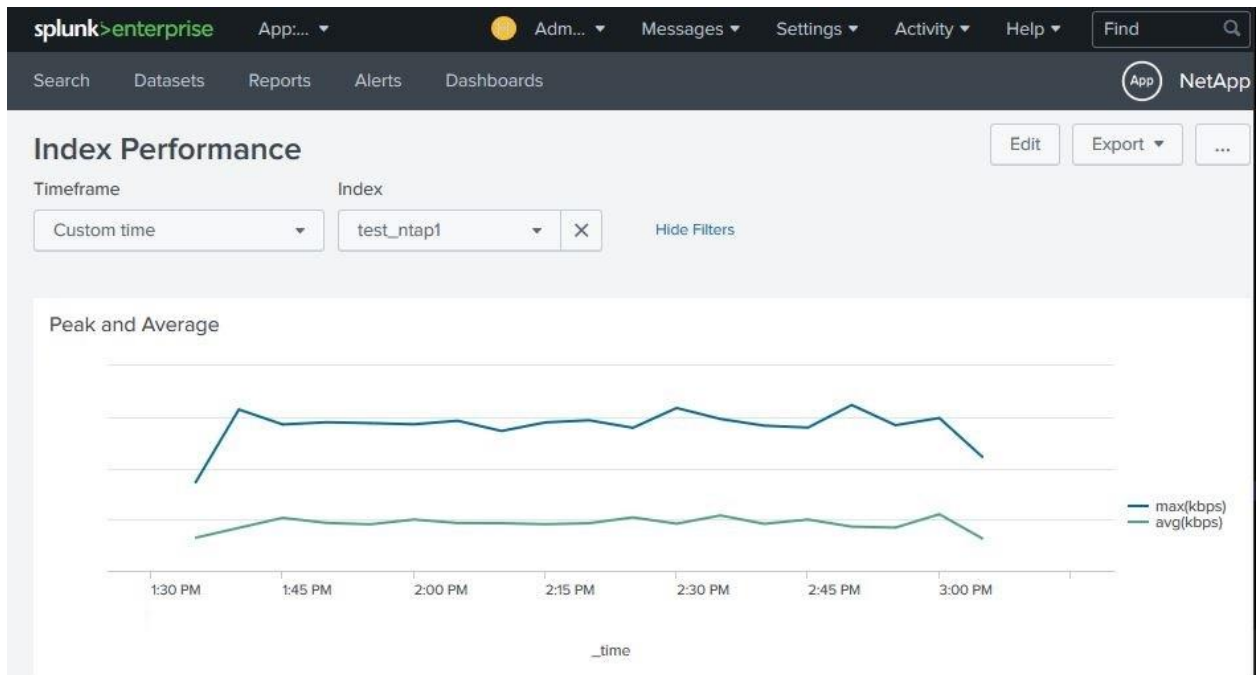 splunk>enterprise App:... Adm... Messages Settings Activity Help Find
Search Datasets Reports Alerts Dashboards App NetApp
Index Performance Edit Export ...
Timeframe Index
Custom time test_ntap1 Hide Filters
Peak and Average
max(kbps)
avg(kbps)
1:30 PM 1:45 PM 2:00 PM 2:15 PM 2:30 PM 2:45 PM 3:00 PM
_time